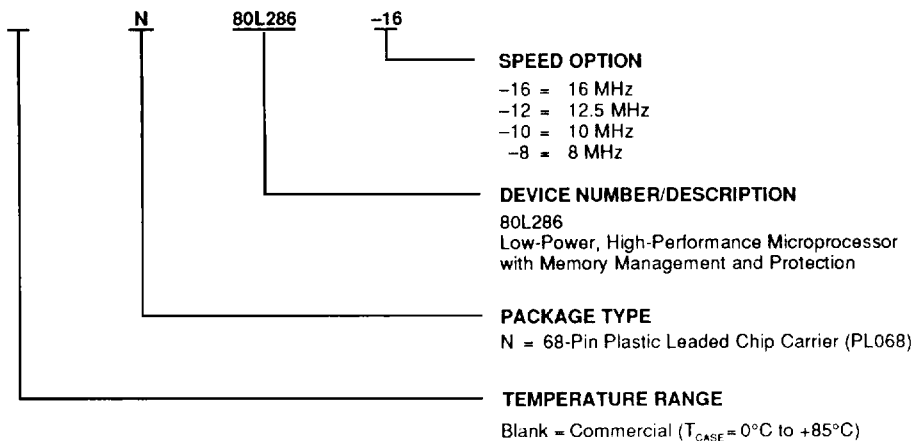 N 80L286 –16
SPEED OPTION
–16 = 16 MHz
–12 = 12.5 MHz
–10 = 10 MHz
–8 = 8 MHz
DEVICE NUMBER/DESCRIPTION
80L286
Low-Power, High-Performance Microprocessor
with Memory Management and Protection
PACKAGE TYPE
N = 68-Pin Plastic Leaded Chip Carrier (PL068)
TEMPERATURE RANGE
Blank = Commercial (TCASE = 0°C to +85°C)